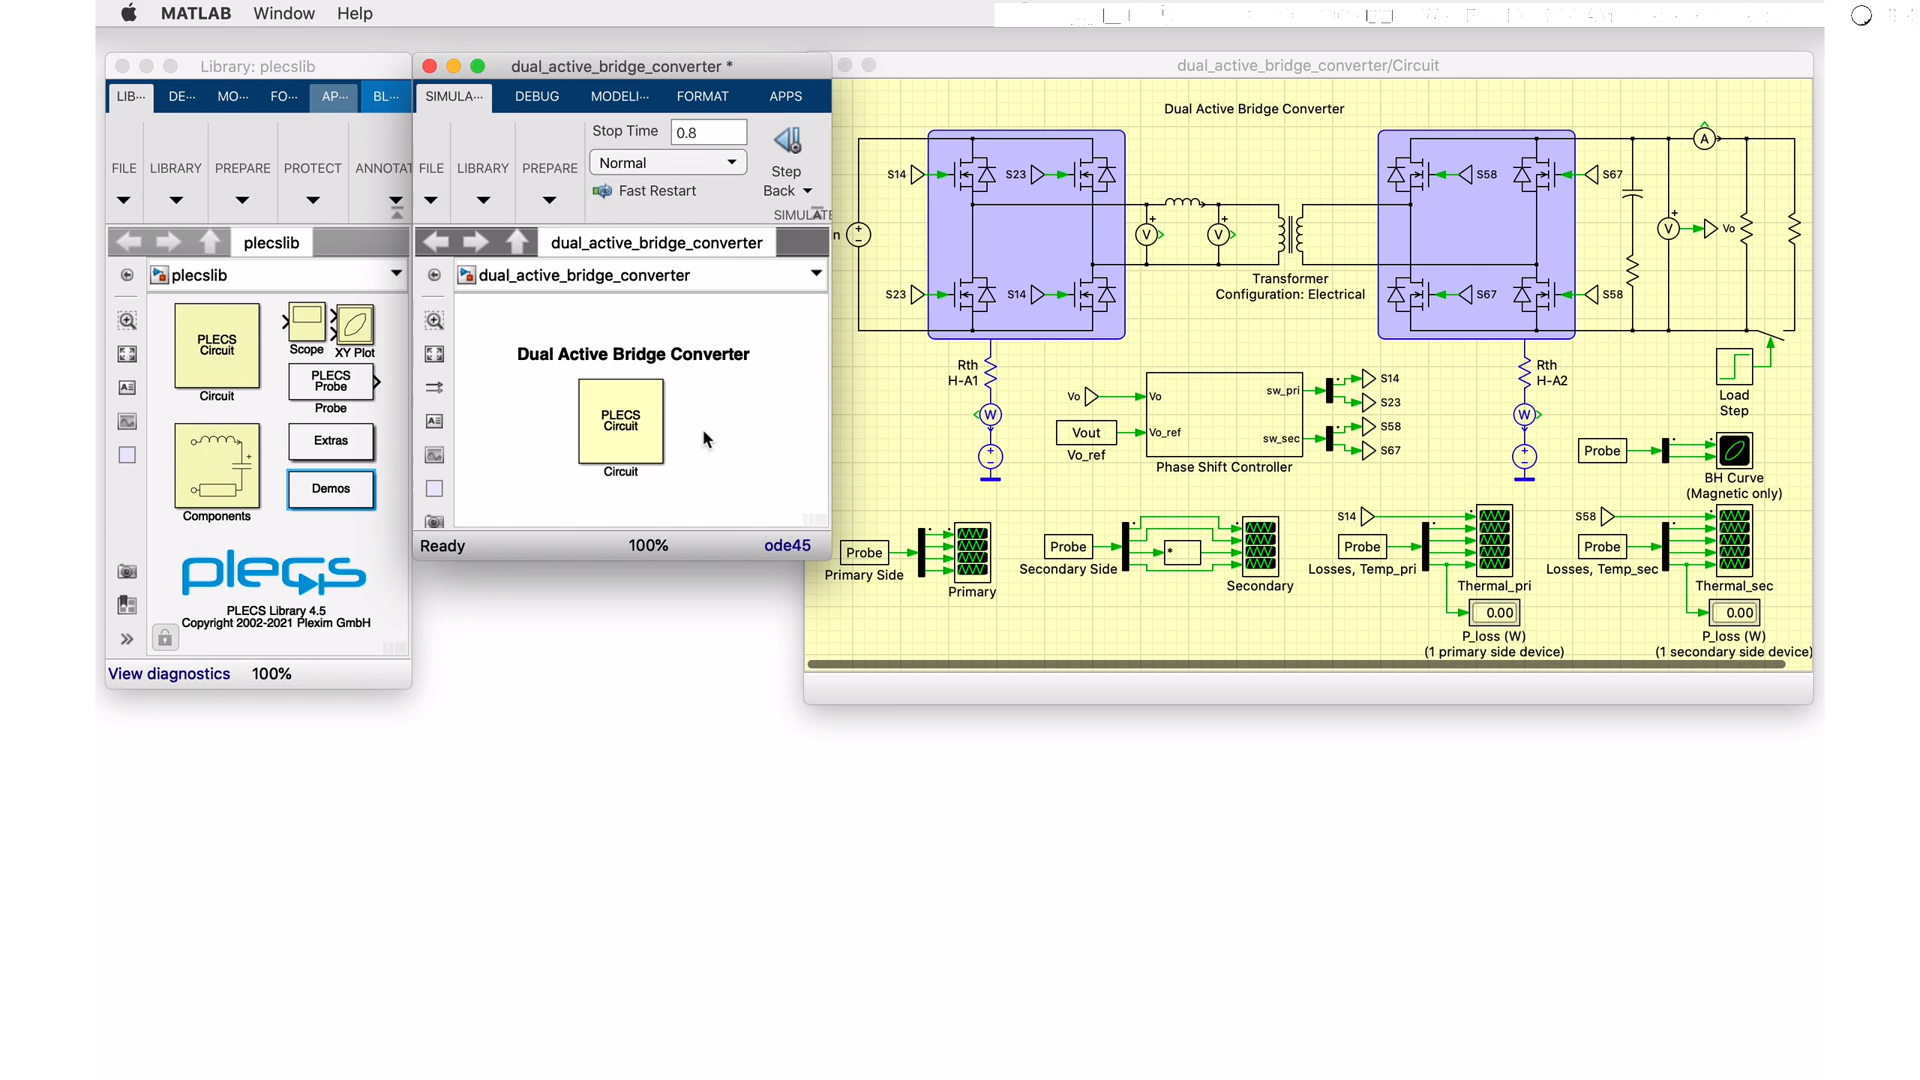 MATLAB Window Help
Library: plecslib
LIB··· DE··· MO··· FO··· AP··· BL···
FILE LIBRARY PREPARE PROTECT ANNOTAT
plecslib
plecslib
PLECS
Circuit
Circuit
Scope XY Plot
PLECS
Probe
Probe
Components
Extras
Demos
plecs
PLECS Library 4.5
Copyright 2002-2021 Plexim GmbH
View diagnostics 100%
dual_active_bridge_converter *
SIMULA··· DEBUG MODELI··· FORMAT APPS
FILE LIBRARY PREPARE
Stop Time 0.8
Normal
Fast Restart
Step
Back
SIMULATE
dual_active_bridge_converter
dual_active_bridge_converter
Dual Active Bridge Converter
PLECS
Circuit
Circuit
Ready 100% ode45
dual_active_bridge_converter/Circuit
Dual Active Bridge Converter
S14 S23 S58 S67
A
n V V V Vo
S23 S14 S67 S58
Transformer
Configuration: Electrical
Rth
H-A1
W
Rth
H-A2
W
Vo Vo sw_pri S14
S23
Vout Vo_ref sw_sec S58
S67
Vo_ref
Phase Shift Controller
Load
Step
Probe
BH Curve
(Magnetic only)
Probe
Primary Side
Primary
Probe *
Secondary Side
Secondary
S14
Probe
Losses, Temp_pri
Thermal_pri
0.00
P_loss (W)
(1 primary side device)
S58
Probe
Losses, Temp_sec
Thermal_sec
0.00
P_loss (W)
(1 secondary side device)